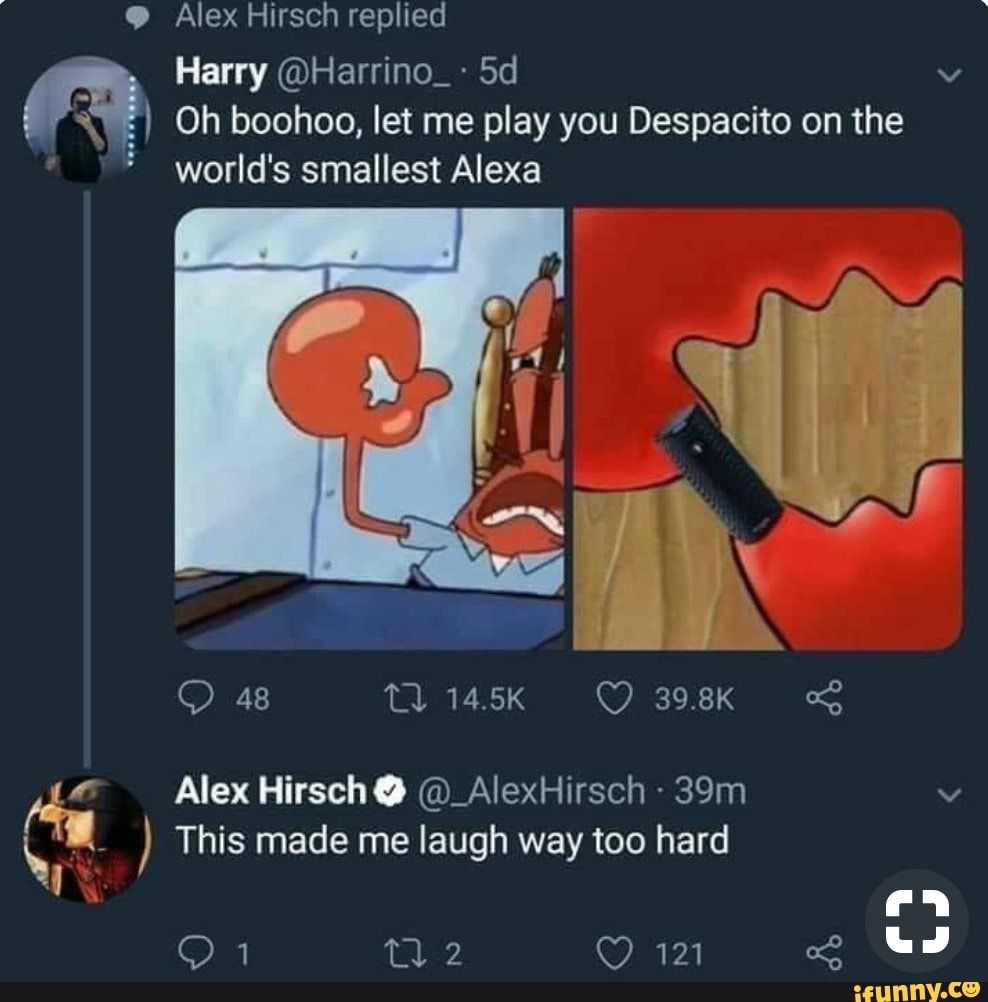 Alex Hirsch replied
Harry @Harrino_ · 5d
Oh boohoo, let me play you Despacito on the
world's smallest Alexa
48 14.5K 39.8K
Alex Hirsch @_AlexHirsch · 39m
This made me laugh way too hard
1 2 121
ifunny.co